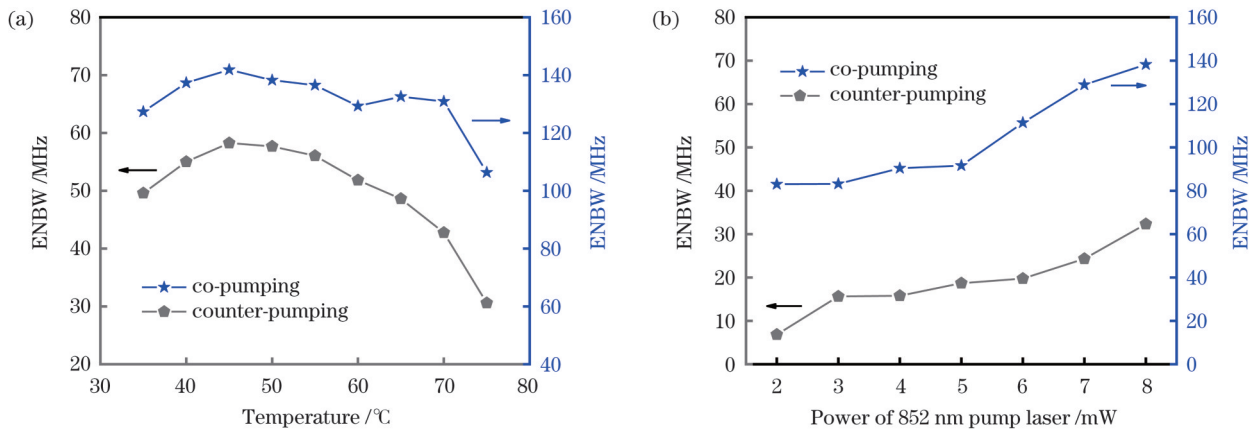 (a)
80
70
60
50
40
30
20
ENBW /MHz
160
140
120
100
80
60
40
ENBW /MHz
co-pumping
counter-pumping
30 40 50 60 70 80
Temperature /℃
(b)
80
70
60
50
40
30
20
10
0
ENBW /MHz
160
140
120
100
80
60
40
20
0
ENBW /MHz
co-pumping
counter-pumping
2 3 4 5 6 7 8
Power of 852 nm pump laser /mW